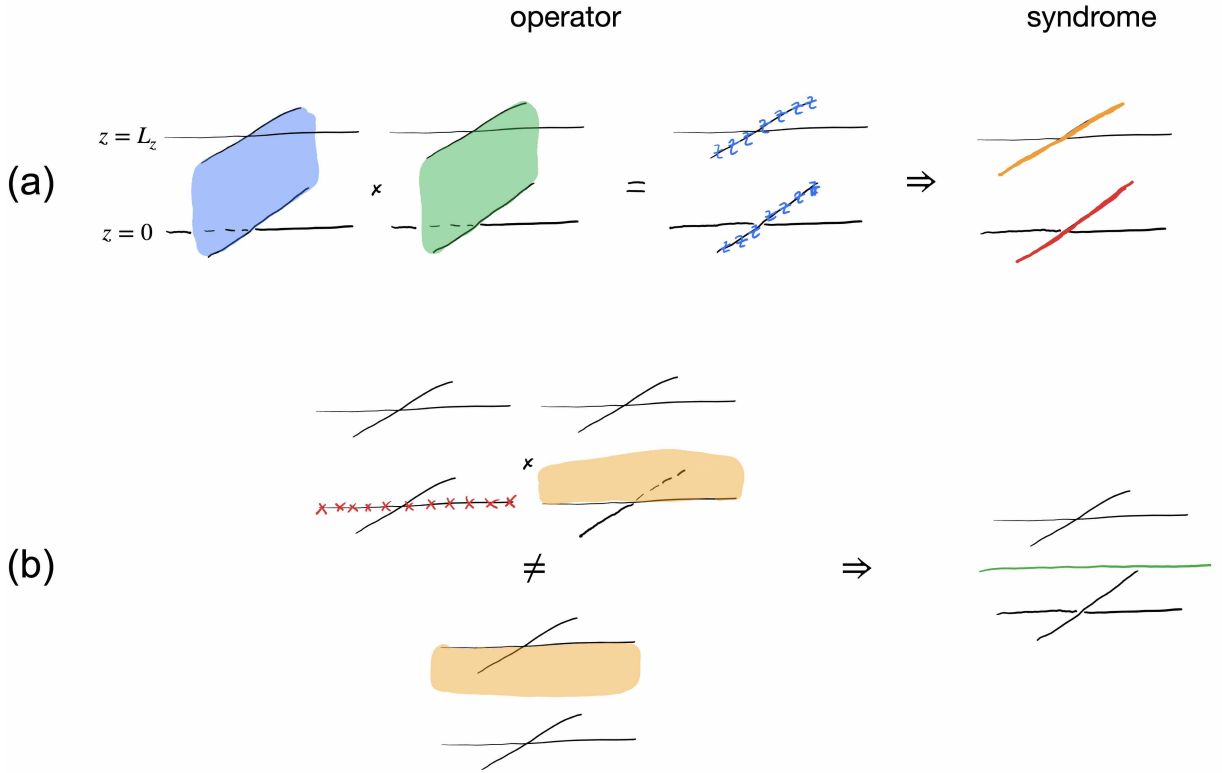 operator syndrome
(a)
z = L_z
× = Z Z Z Z Z Z Z Z ⇒
z = 0
Z Z Z Z Z Z Z
×
X X X X X X X X X X X
(b) ≠ ⇒